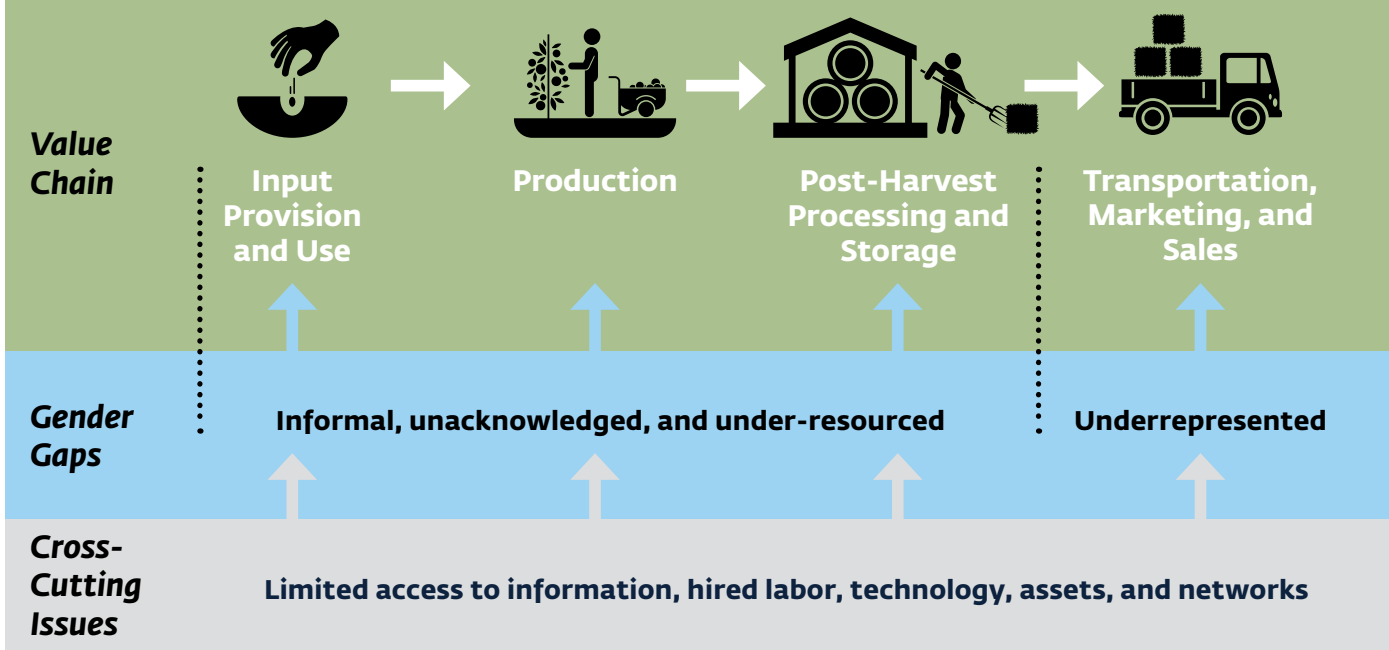 Value
Chain
Input
Provision
and Use
Production
Post-Harvest
Processing and
Storage
Transportation,
Marketing, and
Sales
Gender
Gaps
Informal, unacknowledged, and under-resourced
Underrepresented
Cross-
Cutting
Issues
Limited access to information, hired labor, technology, assets, and networks